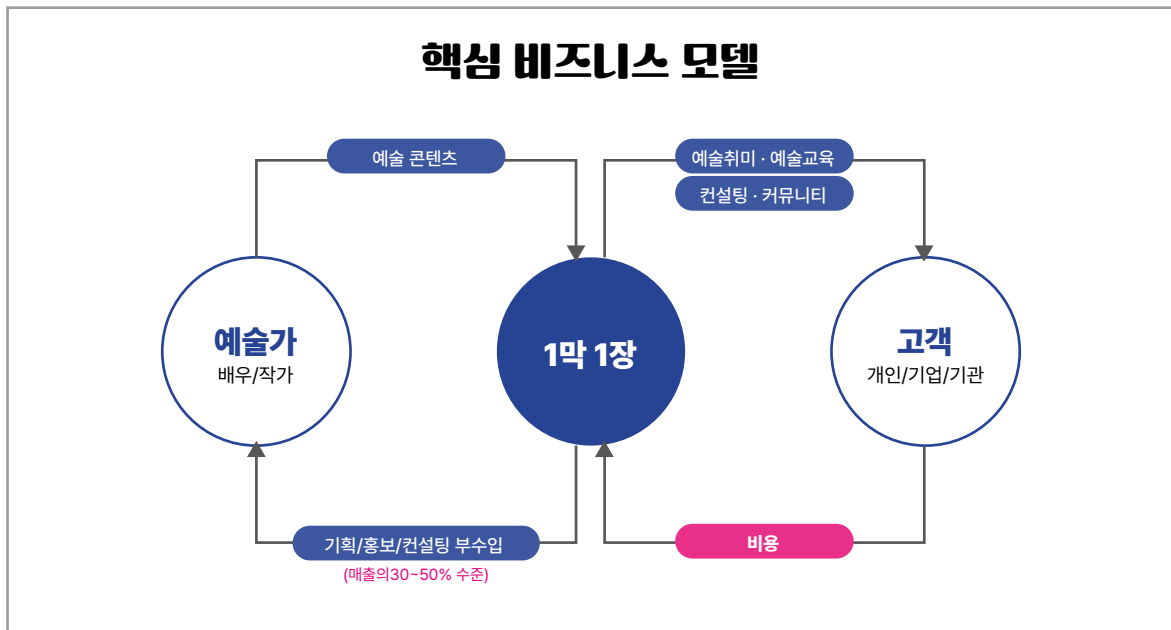 핵심 비즈니스 모델
예술 콘텐츠
예술취미 · 예술교육
컨설팅 · 커뮤니티
예술가
배우/작가
1막 1장
고객
개인/기업/기관
기획/홍보/컨설팅 부수입
(매출의30~50% 수준)
비용